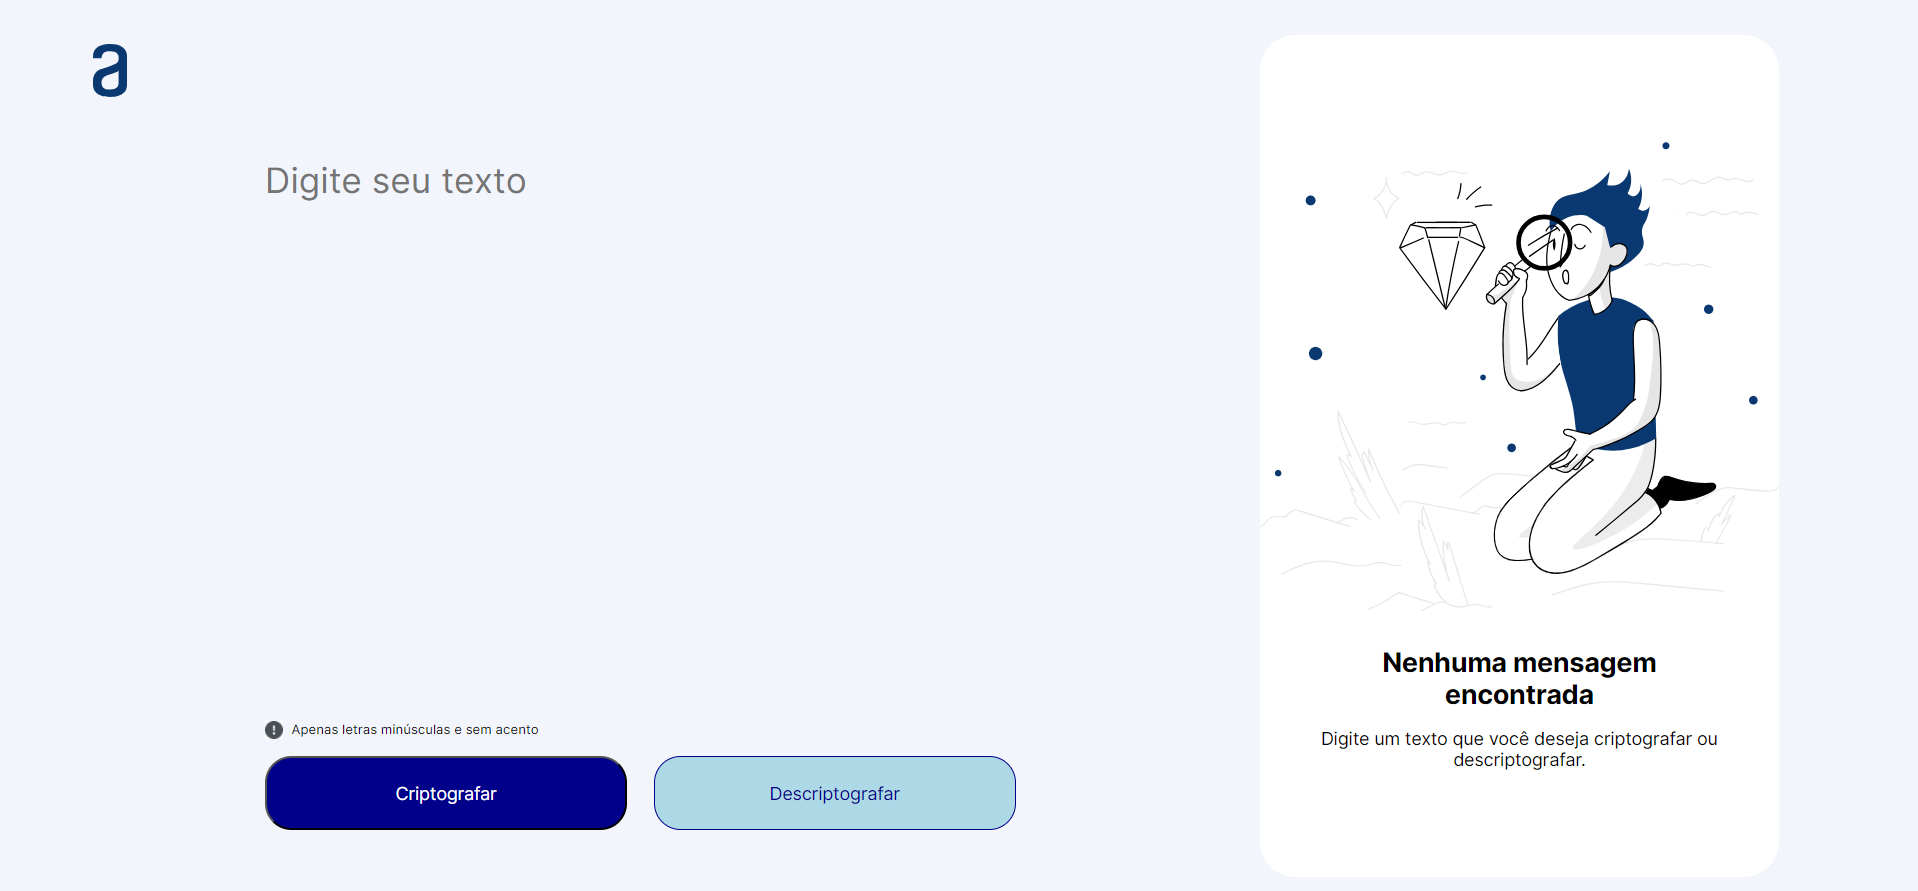 a
Digite seu texto
Apenas letras minúsculas e sem acento
Criptografar
Descriptografar
Nenhuma mensagem
encontrada
Digite um texto que você deseja criptografar ou
descriptografar.